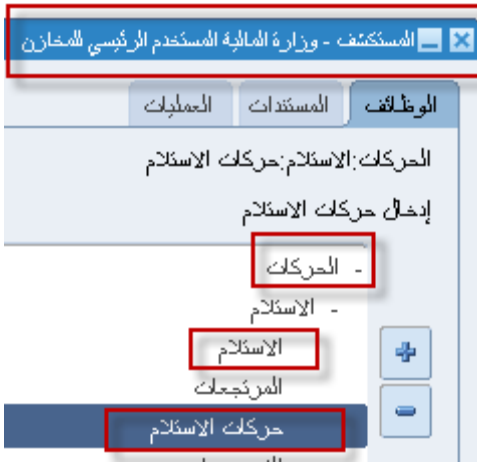 المستكشف - وزارة المالية المستخدم الرئيسي للمخازن
الوظائف المستندات العمليات
الحركات:الاستلام:حركات الاستلام
إدخال حركات الاستلام
- الحركات
- الاستلام
الاستلام
المرتجعات
حركات الاستلام